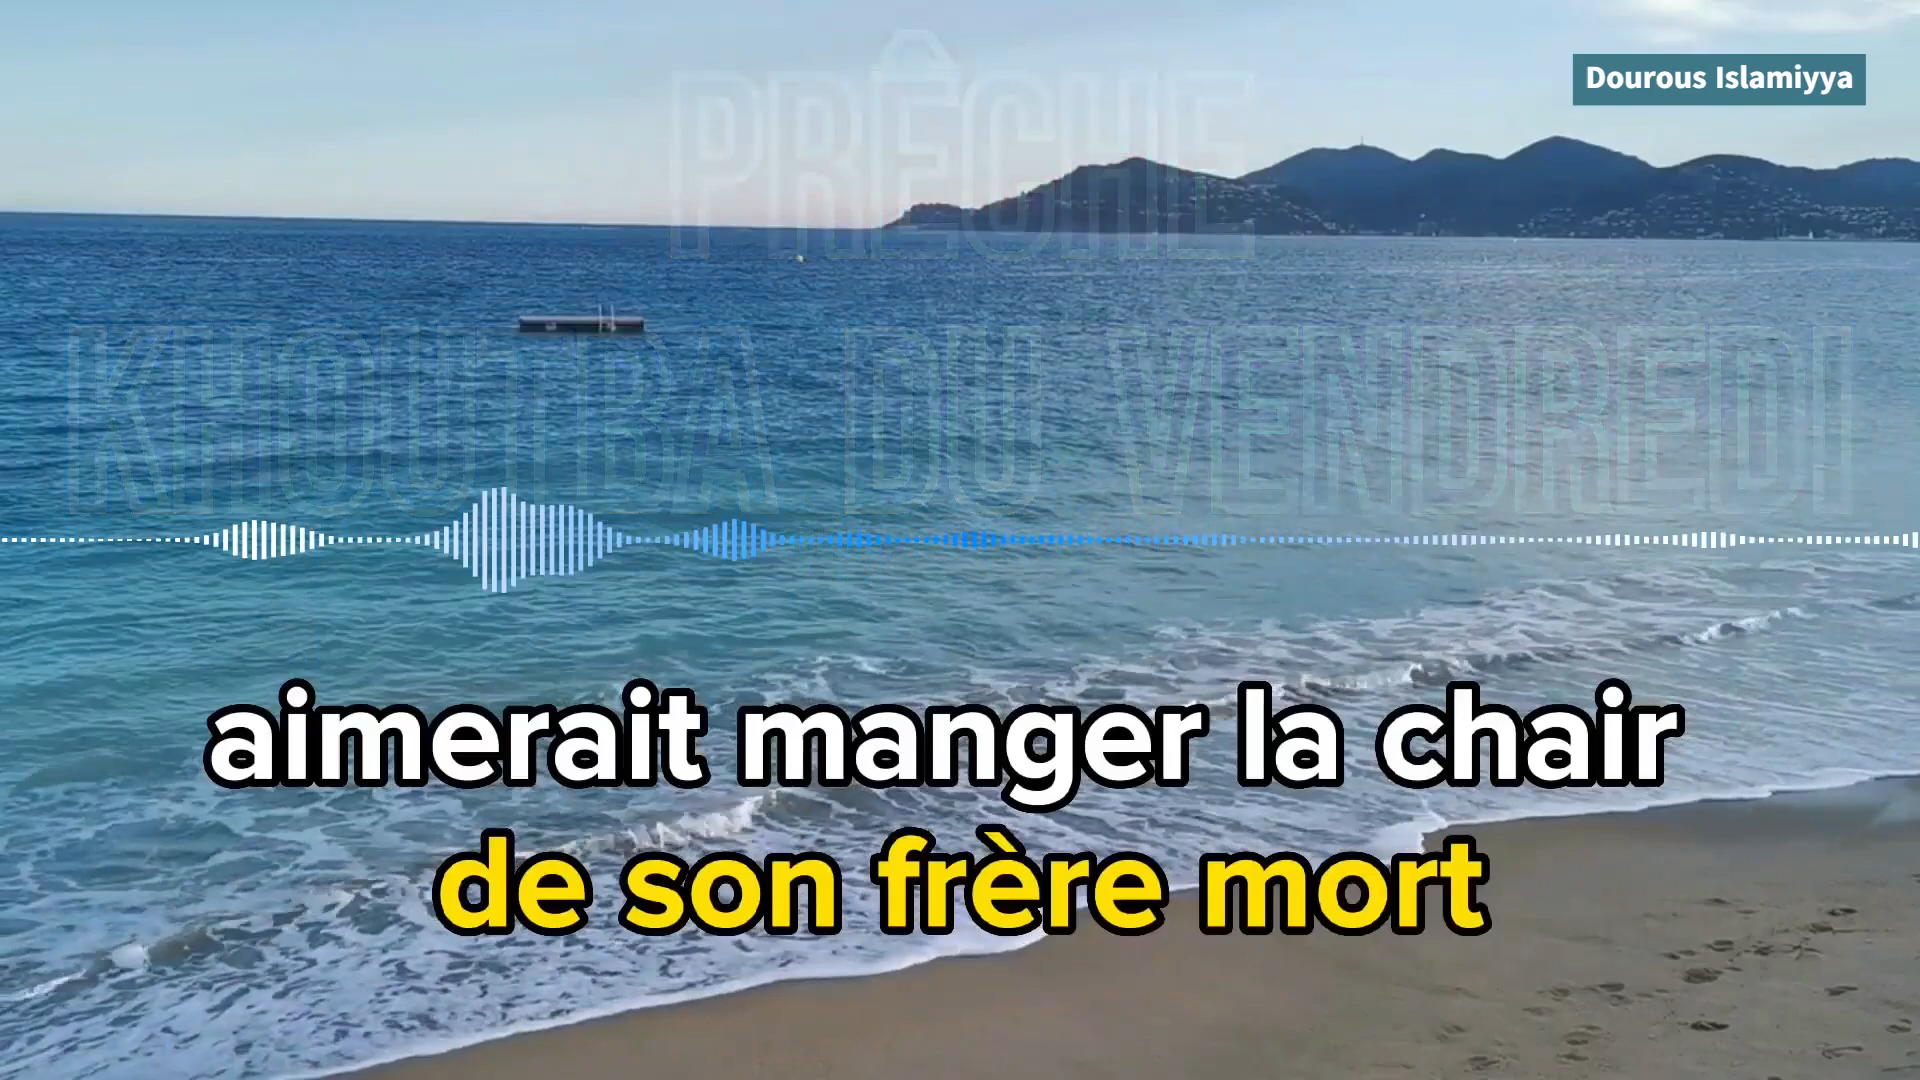 Dourous Islamiyya
PRÊCHE
KHOUTBA DU VENDREDI
aimerait manger la chair
de son frère mort